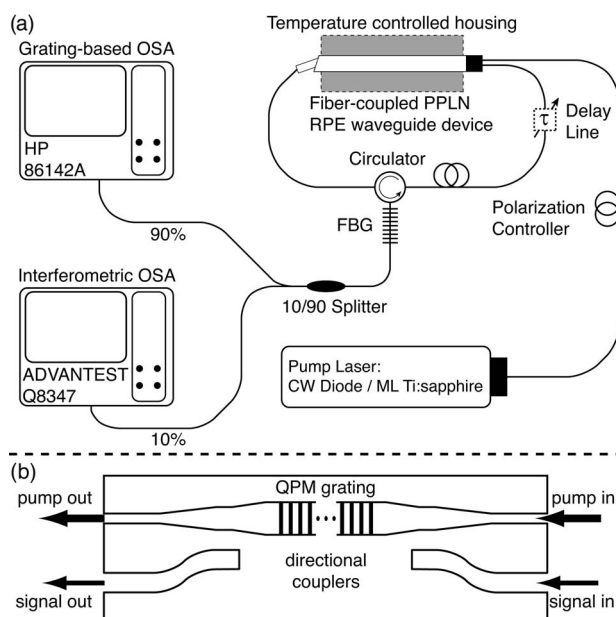 (a)
Temperature controlled housing
Grating-based OSA
HP
86142A
Fiber-coupled PPLN
RPE waveguide device
τ
Delay
Line
Circulator
FBG
Polarization
Controller
90%
Interferometric OSA
10/90 Splitter
ADVANTEST
Q8347
Pump Laser:
CW Diode / ML Ti:sapphire
10%
(b)
QPM grating
pump out
pump in
directional
couplers
signal out
signal in